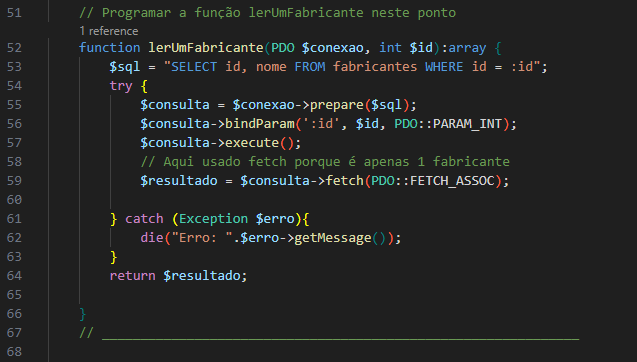 51 // Programar a função lerUmFabricante neste ponto
1 reference
52 function lerUmFabricante(PDO $conexao, int $id):array {
53 $sql = "SELECT id, nome FROM fabricantes WHERE id = :id";
54 try {
55 $consulta = $conexao->prepare($sql);
56 $consulta->bindParam(':id', $id, PDO::PARAM_INT);
57 $consulta->execute();
58 // Aqui usado fetch porque é apenas 1 fabricante
59 $resultado = $consulta->fetch(PDO::FETCH_ASSOC);
60
61 } catch (Exception $erro){
62 die("Erro: ".$erro->getMessage());
63 }
64 return $resultado;
65
66 }
67 // ______________________________________________________________
68